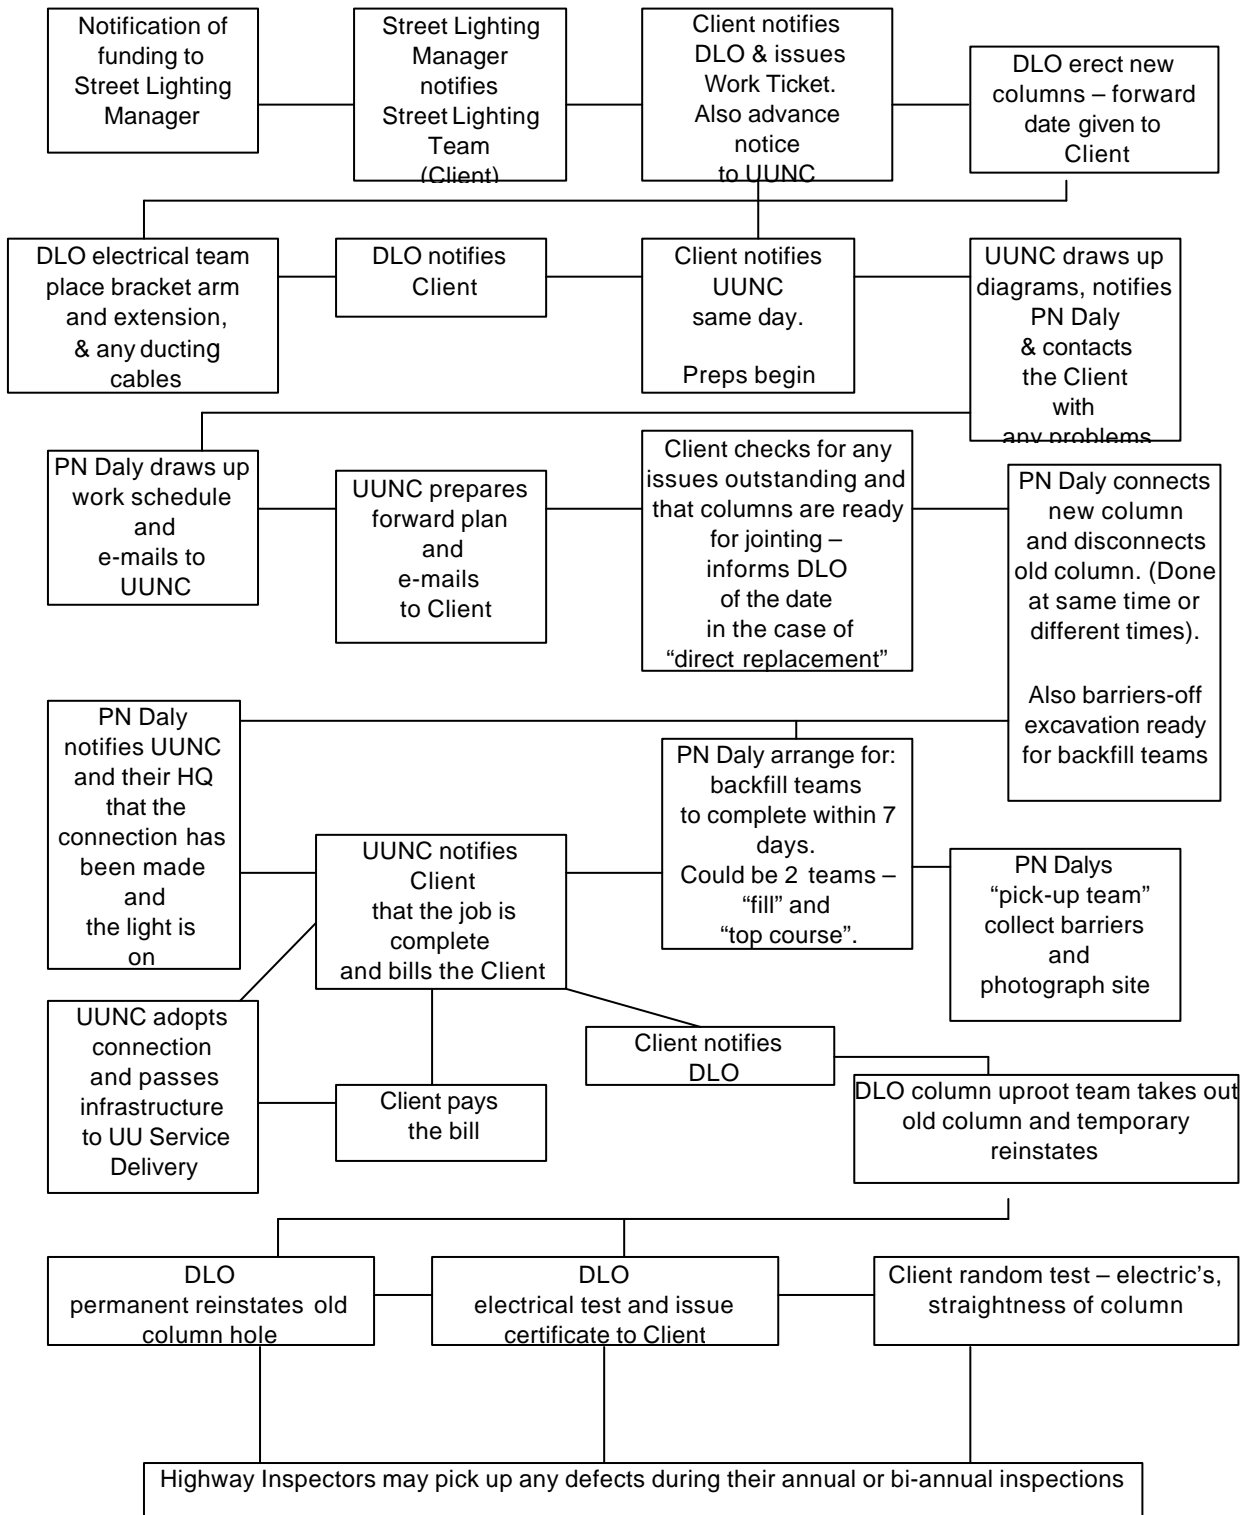 Notification of
funding to
Street Lighting
Manager
Street Lighting
Manager
notifies
Street Lighting
Team
(Client)
Client notifies
DLO & issues
Work Ticket.
Also advance
notice
to UUNC
DLO erect new
columns – forward
date given to
Client
DLO electrical team
place bracket arm
and extension,
& any ducting
cables
DLO notifies
Client
Client notifies
UUNC
same day.
Preps begin
UUNC draws up
diagrams, notifies
PN Daly
& contacts
the Client
with
any problems
PN Daly draws up
work schedule
and
e-mails to
UUNC
UUNC prepares
forward plan
and
e-mails
to Client
Client checks for any
issues outstanding and
that columns are ready
for jointing –
informs DLO
of the date
in the case of
“direct replacement”
PN Daly connects
new column
and disconnects
old column. (Done
at same time or
different times).
Also barriers-off
excavation ready
for backfill teams
PN Daly
notifies UUNC
and their HQ
that the
connection has
been made
and
the light is
on
UUNC notifies
Client
that the job is
complete
and bills the Client
PN Daly arrange for:
backfill teams
to complete within 7
days.
Could be 2 teams –
“fill” and
“top course”.
PN Dalys
“pick-up team”
collect barriers
and
photograph site
UUNC adopts
connection
and passes
infrastructure
to UU Service
Delivery
Client pays
the bill
Client notifies
DLO
DLO column uproot team takes out
old column and temporary
reinstates
DLO
permanent reinstates old
column hole
DLO
electrical test and issue
certificate to Client
Client random test – electric’s,
straightness of column
Highway Inspectors may pick up any defects during their annual or bi-annual inspections